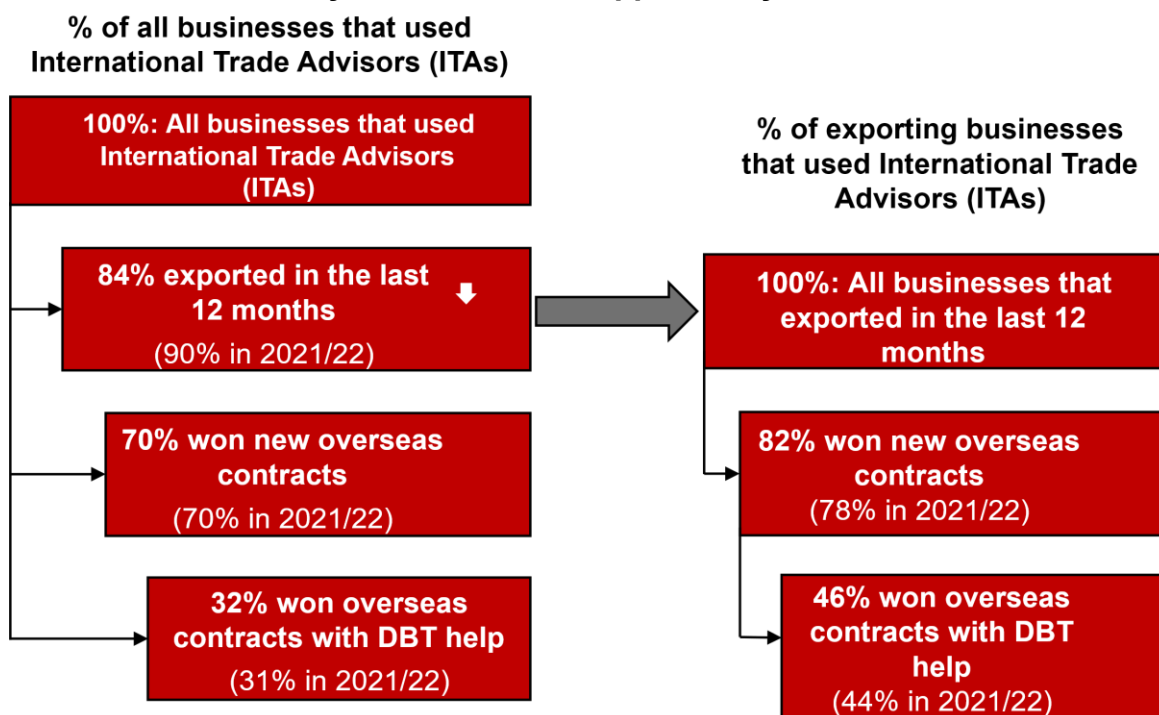 % of all businesses that used
International Trade Advisors (ITAs)
100%: All businesses that used
International Trade Advisors
(ITAs)
84% exported in the last
12 months
(90% in 2021/22)
70% won new overseas
contracts
(70% in 2021/22)
32% won overseas
contracts with DBT help
(31% in 2021/22)
% of exporting businesses
that used International Trade
Advisors (ITAs)
100%: All businesses that
exported in the last 12
months
82% won new overseas
contracts
(78% in 2021/22)
46% won overseas
contracts with DBT
help
(44% in 2021/22)